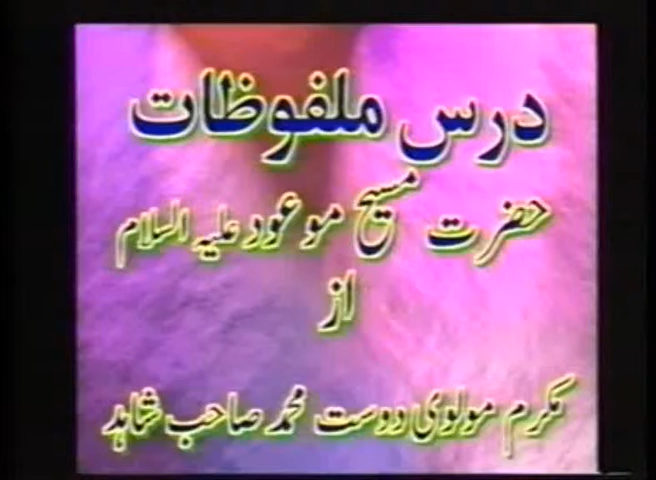 درس ملفوظات
حضرت مسیح موعود علیہ السلام
از
مکرم مولوی دوست محمد صاحب شاہد